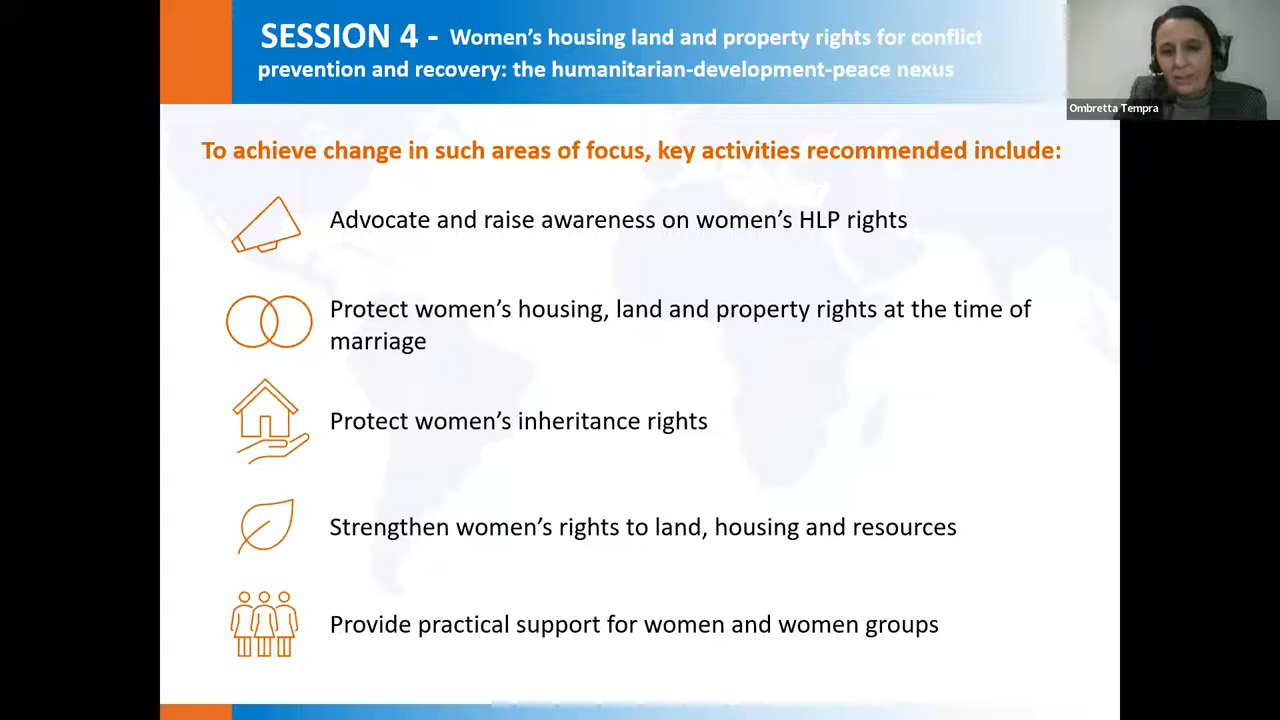 SESSION 4 - Women's housing land and property rights for conflict
prevention and recovery: the humanitarian-development-peace nexus
Ombretta Tempra
To achieve change in such areas of focus, key activities recommended include:
Advocate and raise awareness on women's HLP rights
Protect women's housing, land and property rights at the time of
marriage
Protect women's inheritance rights
Strengthen women's rights to land, housing and resources
Provide practical support for women and women groups